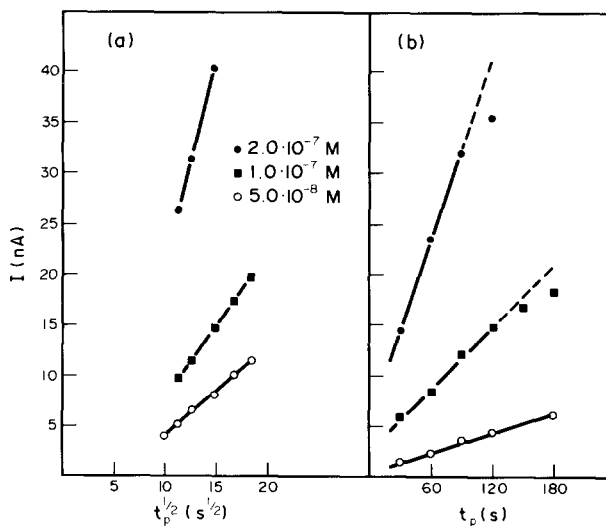 (a)
(b)
40
35
30
25
20
15
10
5
I (nA)
● 2.0·10⁻⁷ M
■ 1.0·10⁻⁷ M
○ 5.0·10⁻⁸ M
5 10 15 20
t_p^{1/2} (s^{1/2})
60 120 180
t_p (s)